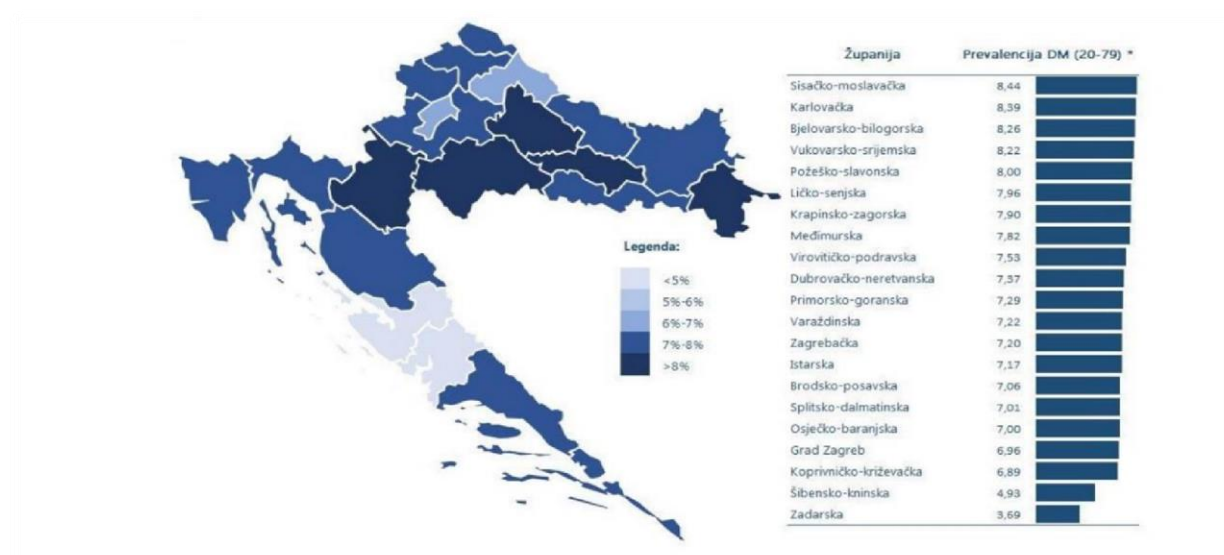 Županija Prevalencija DM (20-79) *
Sisačko-moslavačka 8,44
Karlovačka 8,39
Bjelovarsko-bilogorska 8,26
Vukovarsko-srijemska 8,22
Požeško-slavonska 8,00
Ličko-senjska 7,96
Krapinsko-zagorska 7,90
Međimurska 7,82
Virovitičko-podravska 7,53
Dubrovačko-neretvanska 7,37
Primorsko-goranska 7,29
Varaždinska 7,22
Zagrebačka 7,20
Istarska 7,17
Brodsko-posavska 7,06
Splitsko-dalmatinska 7,01
Osječko-baranjska 7,00
Grad Zagreb 6,96
Koprivničko-križevačka 6,89
Šibensko-kninska 4,93
Zadarska 3,69
Legenda:
<5%
5%-6%
6%-7%
7%-8%
>8%